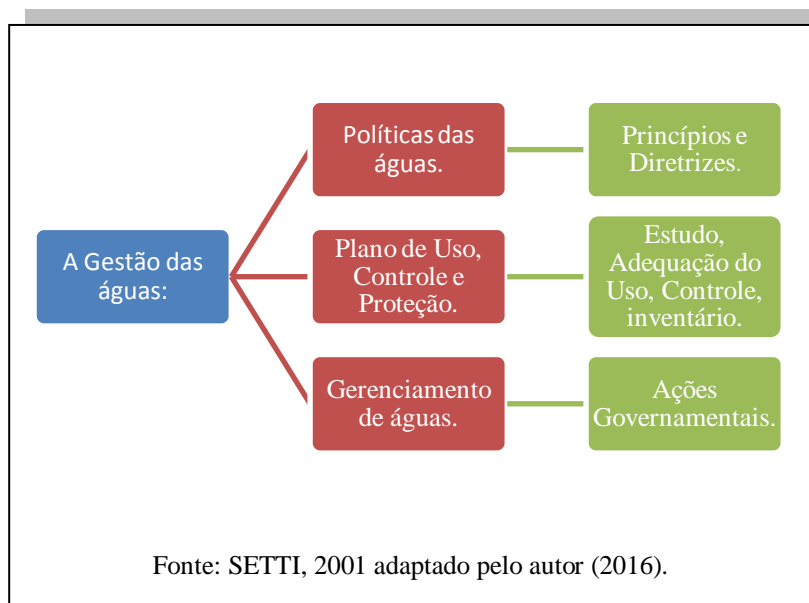 A Gestão das
águas:
Políticas das
águas.
Princípios e
Diretrizes.
Plano de Uso,
Controle e
Proteção.
Estudo,
Adequação do
Uso, Controle,
inventário.
Gerenciamento
de águas.
Ações
Governamentais.
Fonte: SETTI, 2001 adaptado pelo autor (2016).